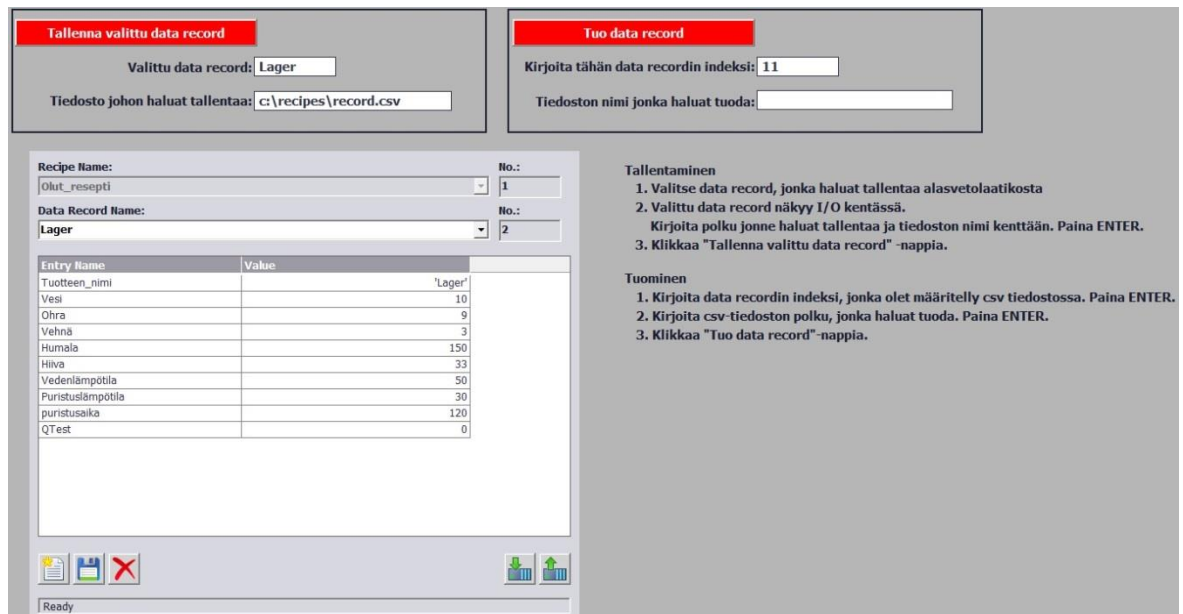 Tallenna valittu data record
Valittu data record: Lager
Tiedosto johon haluat tallentaa: c:\recipes\record.csv
Tuo data record
Kirjoita tähän data recordin indeksi: 11
Tiedoston nimi jonka haluat tuoda:
Recipe Name: No.:
Olut_resepti 1
Data Record Name: No.:
Lager 2
Entry Name Value
Tuotteen_nimi 'Lager'
Vesi 10
Ohra 9
Vehnä 3
Humala 150
Hiiva 33
Vedenlämpötila 50
Puristuslämpötila 30
puristusaika 120
QTest 0
Ready
Tallentaminen
1. Valitse data record, jonka haluat tallentaa alasvetolaatikosta
2. Valittu data record näkyy I/O kentässä.
Kirjoita polku jonne haluat tallentaa ja tiedoston nimi kenttään. Paina ENTER.
3. Klikkaa "Tallenna valittu data record" -nappia.
Tuominen
1. Kirjoita data recordin indeksi, jonka olet määritelly csv tiedostossa. Paina ENTER.
2. Kirjoita csv-tiedoston polku, jonka haluat tuoda. Paina ENTER.
3. Klikkaa "Tuo data record"-nappia.